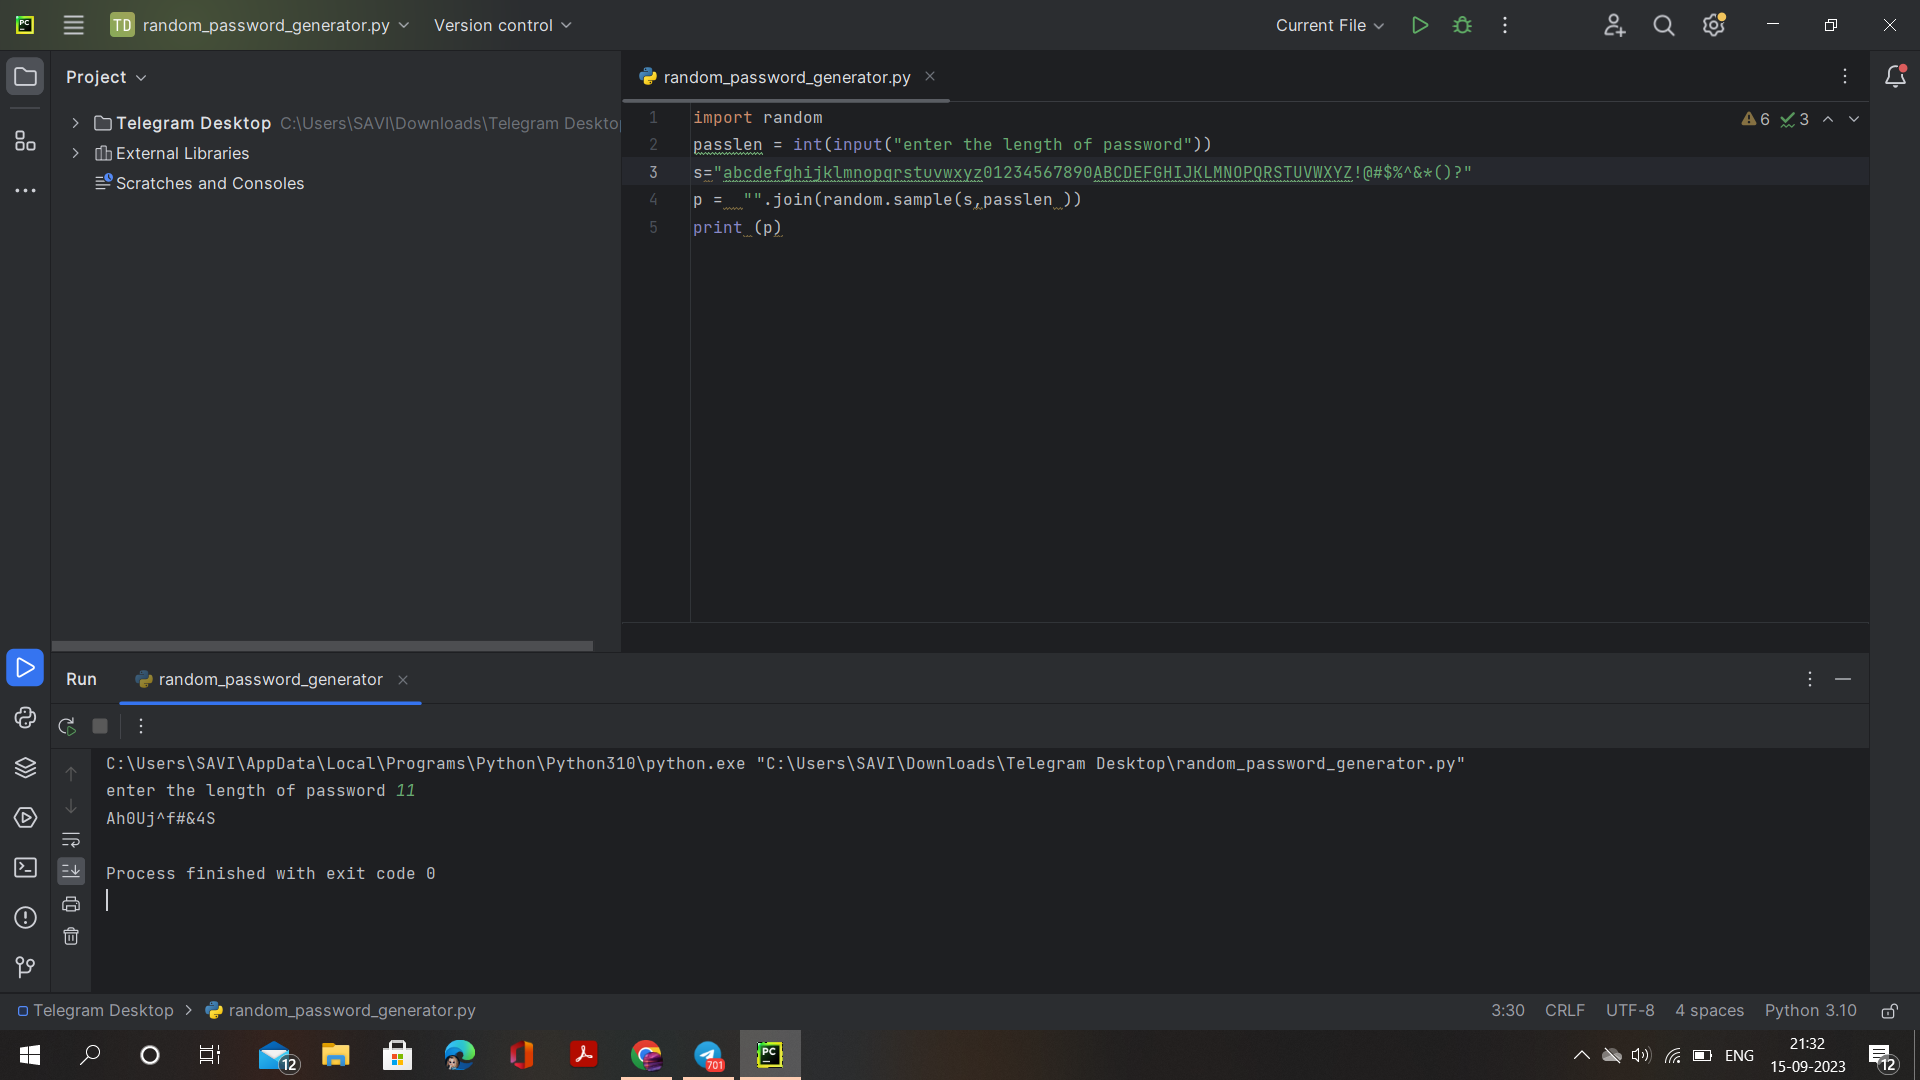 PC
TD random_password_generator.py Version control Current File
Project
Telegram Desktop C:\Users\SAVI\Downloads\Telegram Deskto
External Libraries
Scratches and Consoles
random_password_generator.py
6 3
1 import random
2 passlen = int(input("enter the length of password"))
3 s="abcdefghijklmnopqrstuvwxyz01234567890ABCDEFGHIJKLMNOPQRSTUVWXYZ!@#$%^&*()?"
4 p =  "".join(random.sample(s,passlen ))
5 print (p)
Run random_password_generator
C:\Users\SAVI\AppData\Local\Programs\Python\Python310\python.exe "C:\Users\SAVI\Downloads\Telegram Desktop\random_password_generator.py"
enter the length of password 11
Ah0Uj^f#&4S
Process finished with exit code 0
Telegram Desktop > random_password_generator.py 3:30 CRLF UTF-8 4 spaces Python 3.10
12 701 PC ENG 21:32 15-09-2023 12